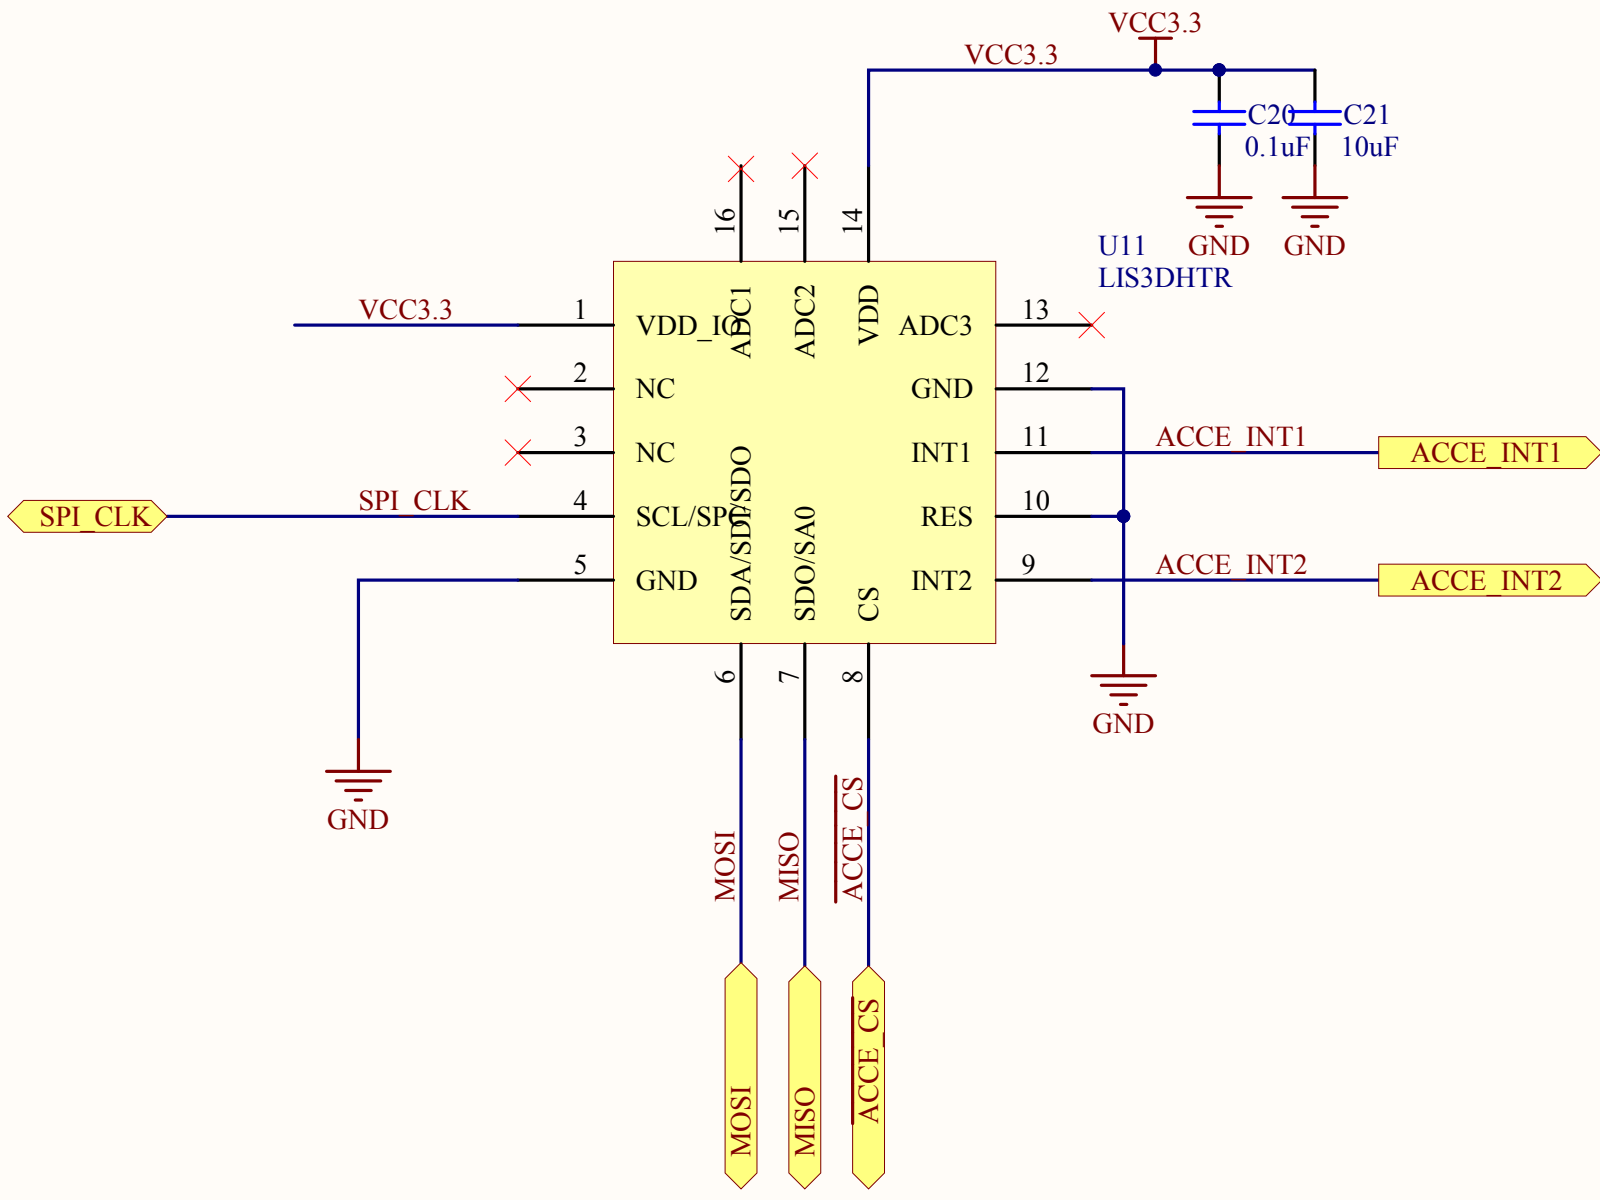 VCC3.3
VCC3.3
C20
C21
0.1uF
10uF
16
15
14
U11
GND
GND
LIS3DHTR
ADC1
ADC2
VDD
VCC3.3
1
VDD_IO
ADC3
13
2
NC
GND
12
3
NC
INT1
11
ACCE_INT1
ACCE_INT1
SPI_CLK
SPI_CLK
4
SCL/SPC
RES
10
5
GND
SDA/SDI/SDO
SDO/SA0
CS
INT2
9
ACCE_INT2
ACCE_INT2
6
7
8
GND
GND
MOSI
MISO
ACCE_CS
MOSI
MISO
ACCE_CS